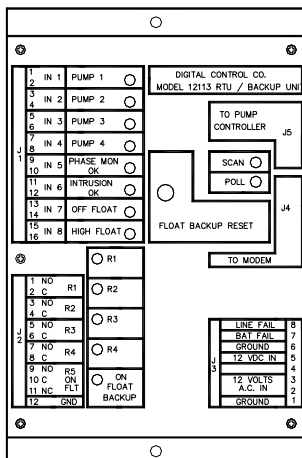 DIGITAL CONTROL CO.
MODEL 12113 RTU / BACKUP UNIT
J1
1
2
IN 1 PUMP 1
3
4
IN 2 PUMP 2
5
6
IN 3 PUMP 3
7
8
IN 4 PUMP 4
9
10
IN 5 PHASE MON
OK
11
12
IN 6 INTRUSION
OK
13
14
IN 7 OFF FLOAT
15
16
IN 8 HIGH FLOAT
TO PUMP
CONTROLLER
J5
SCAN
POLL
FLOAT BACKUP RESET
J4
TO MODEM
R1
R2
R3
R4
ON
FLOAT
BACKUP
J2
1 NO
2 C
R1
3 NO
4 C
R2
5 NO
6 C
R3
7 NO
8 C
R4
9 NO R5
10 C ON
11 NC FLT
12 GND
J3
LINE FAIL 8
BAT FAIL 7
GROUND 6
12 VDC IN 5
4
12 VOLTS 3
A.C. IN 2
GROUND 1